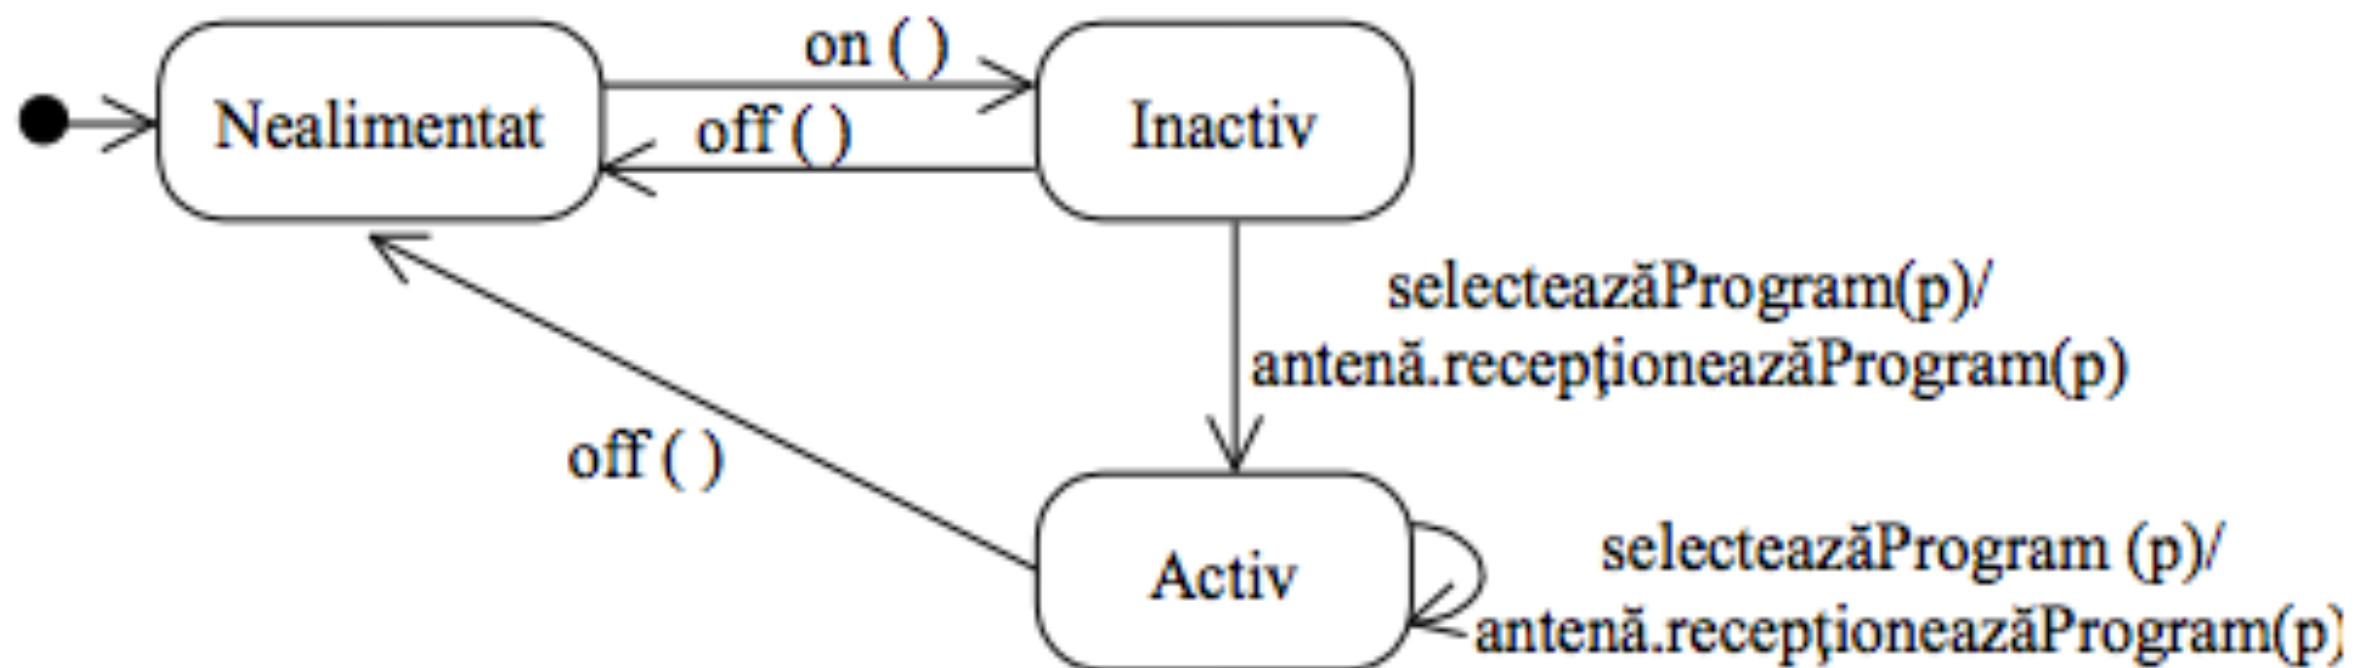 on ( )
Nealimentat
off ( )
Inactiv
selecteazăProgram(p)/
antenă.recepţioneazăProgram(p)
off ( )
Activ
selecteazăProgram (p)/
antenă.recepţioneazăProgram(p)